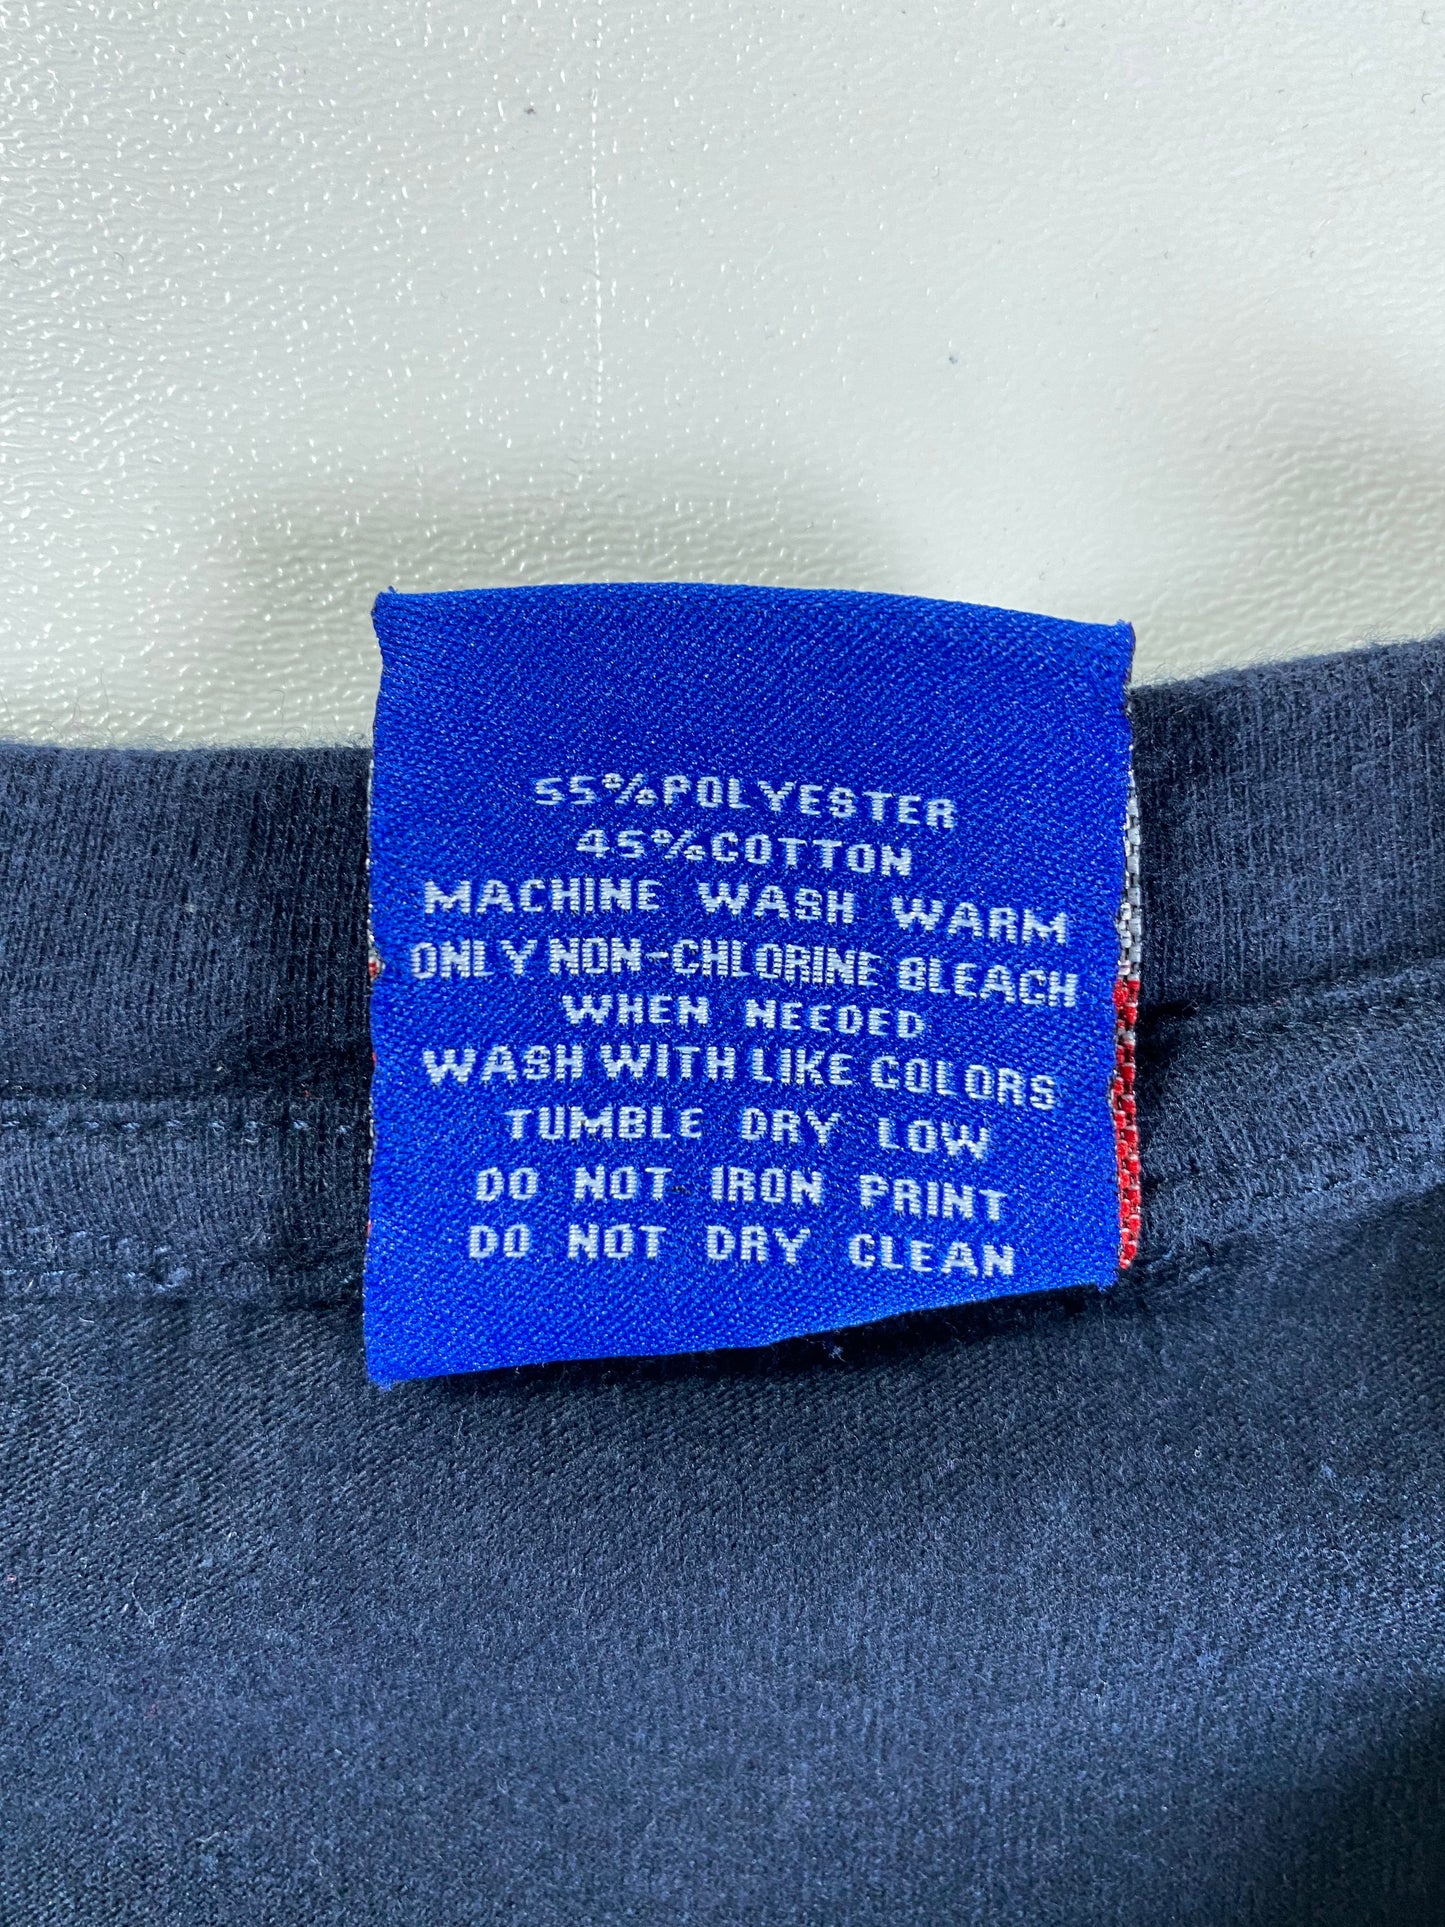 55%POLYESTER
45%COTTON
MACHINE WASH WARM
ONLY NON-CHLORINE BLEACH
WHEN NEEDED
WASH WITH LIKE COLORS
TUMBLE DRY LOW
DO NOT IRON PRINT
DO NOT DRY CLEAN